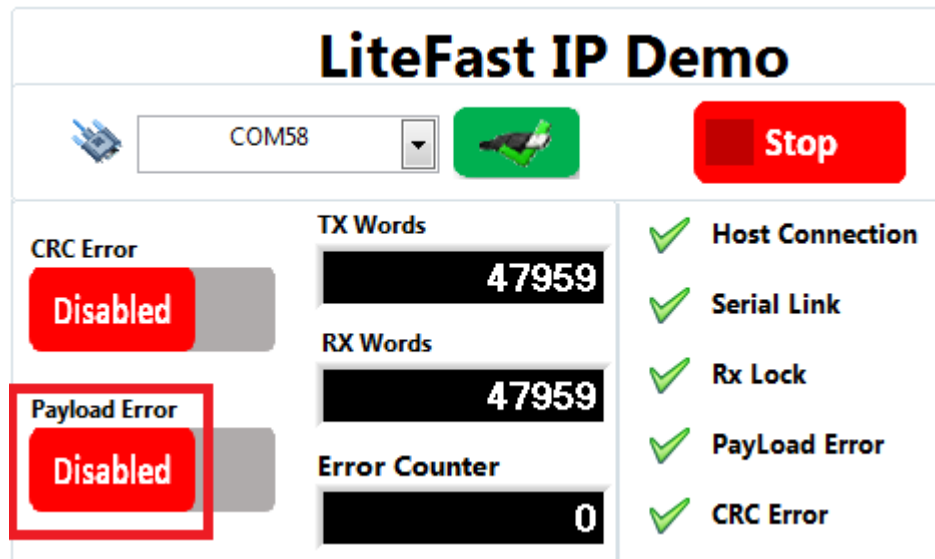 LiteFast IP Demo
COM58
Stop
CRC Error
Disabled
Payload Error
Disabled
TX Words
47959
RX Words
47959
Error Counter
0
Host Connection
Serial Link
Rx Lock
PayLoad Error
CRC Error